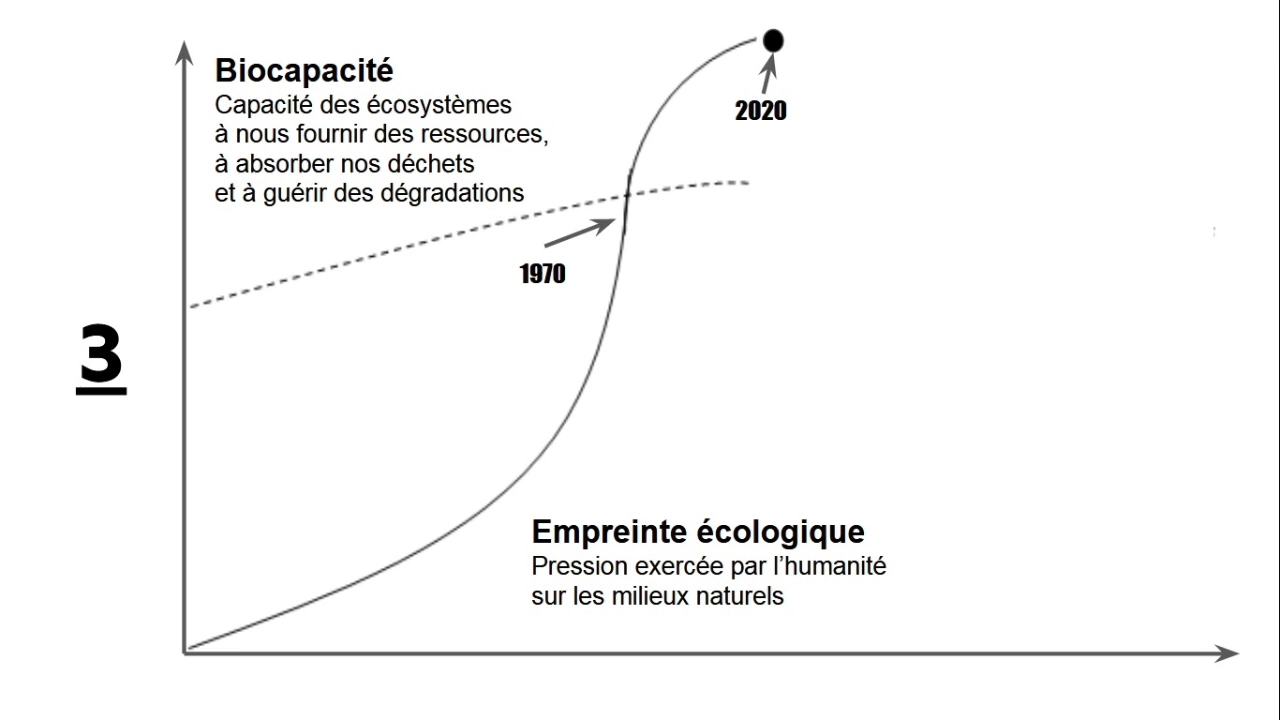 Biocapacité
Capacité des écosystèmes
à nous fournir des ressources,
à absorber nos déchets
et à guérir des dégradations
2020
1970
3
Empreinte écologique
Pression exercée par l’humanité
sur les milieux naturels